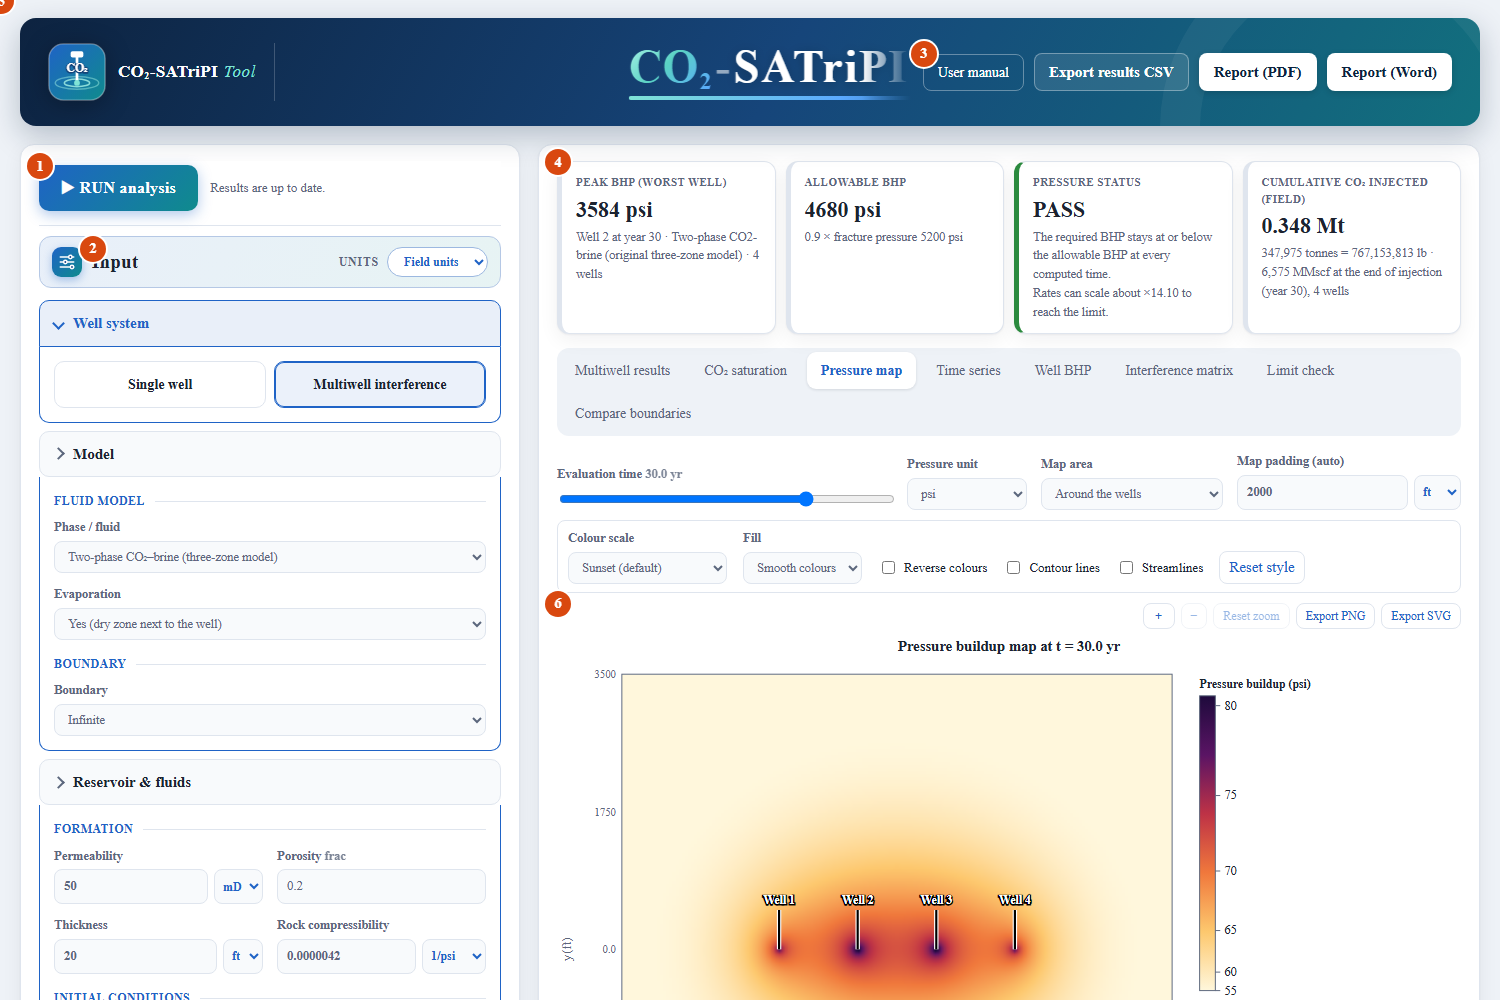 CO₂
CO₂-SATriPI Tool
CO₂-SATriPI
3
User manual
Export results CSV
Report (PDF)
Report (Word)
1
▶ RUN analysis
Results are up to date.
2
Input
UNITS
Field units
Well system
Single well
Multiwell interference
Model
FLUID MODEL
Phase / fluid
Two-phase CO₂–brine (three-zone model)
Evaporation
Yes (dry zone next to the well)
BOUNDARY
Boundary
Infinite
Reservoir & fluids
FORMATION
Permeability
Porosity frac
50
mD
0.2
Thickness
Rock compressibility
20
ft
0.0000042
1/psi
INITIAL CONDITIONS
4
PEAK BHP (WORST WELL)
3584 psi
Well 2 at year 30 · Two-phase CO2-
brine (original three-zone model) · 4
wells
ALLOWABLE BHP
4680 psi
0.9 × fracture pressure 5200 psi
PRESSURE STATUS
PASS
The required BHP stays at or below
the allowable BHP at every
computed time.
Rates can scale about ×14.10 to
reach the limit.
CUMULATIVE CO₂ INJECTED
(FIELD)
0.348 Mt
347,975 tonnes = 767,153,813 lb ·
6,575 MMscf at the end of injection
(year 30), 4 wells
Multiwell results
CO₂ saturation
Pressure map
Time series
Well BHP
Interference matrix
Limit check
Compare boundaries
Evaluation time 30.0 yr
Pressure unit
psi
Map area
Around the wells
Map padding (auto)
2000
ft
Colour scale
Sunset (default)
Fill
Smooth colours
Reverse colours
Contour lines
Streamlines
Reset style
6
+
−
Reset zoom
Export PNG
Export SVG
Pressure buildup map at t = 30.0 yr
3500
1750
0.0
y(ft)
Well 1
Well 2
Well 3
Well 4
Pressure buildup (psi)
80
75
70
65
60
55